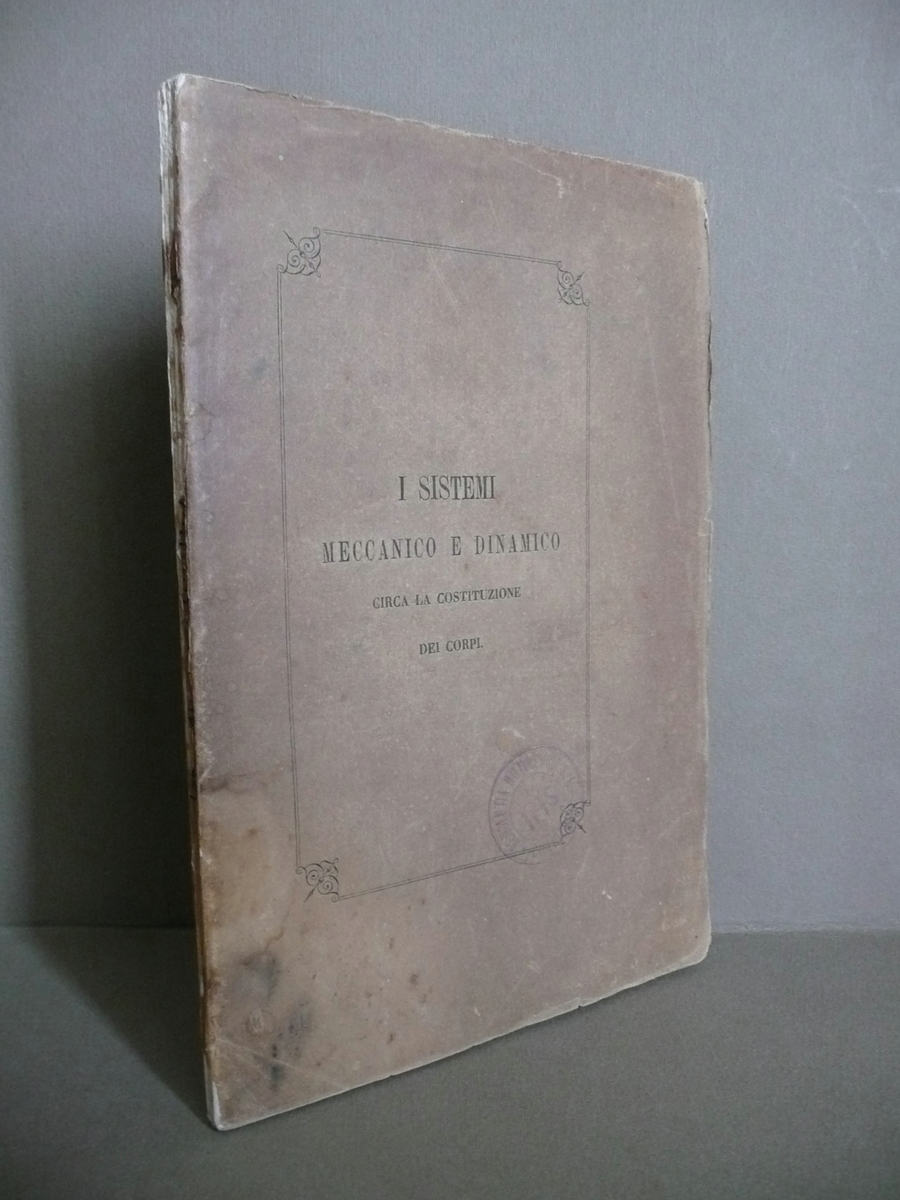 I SISTEMI
MECCANICO E DINAMICO
CIRCA LA COSTITUZIONE
DEI CORPI.